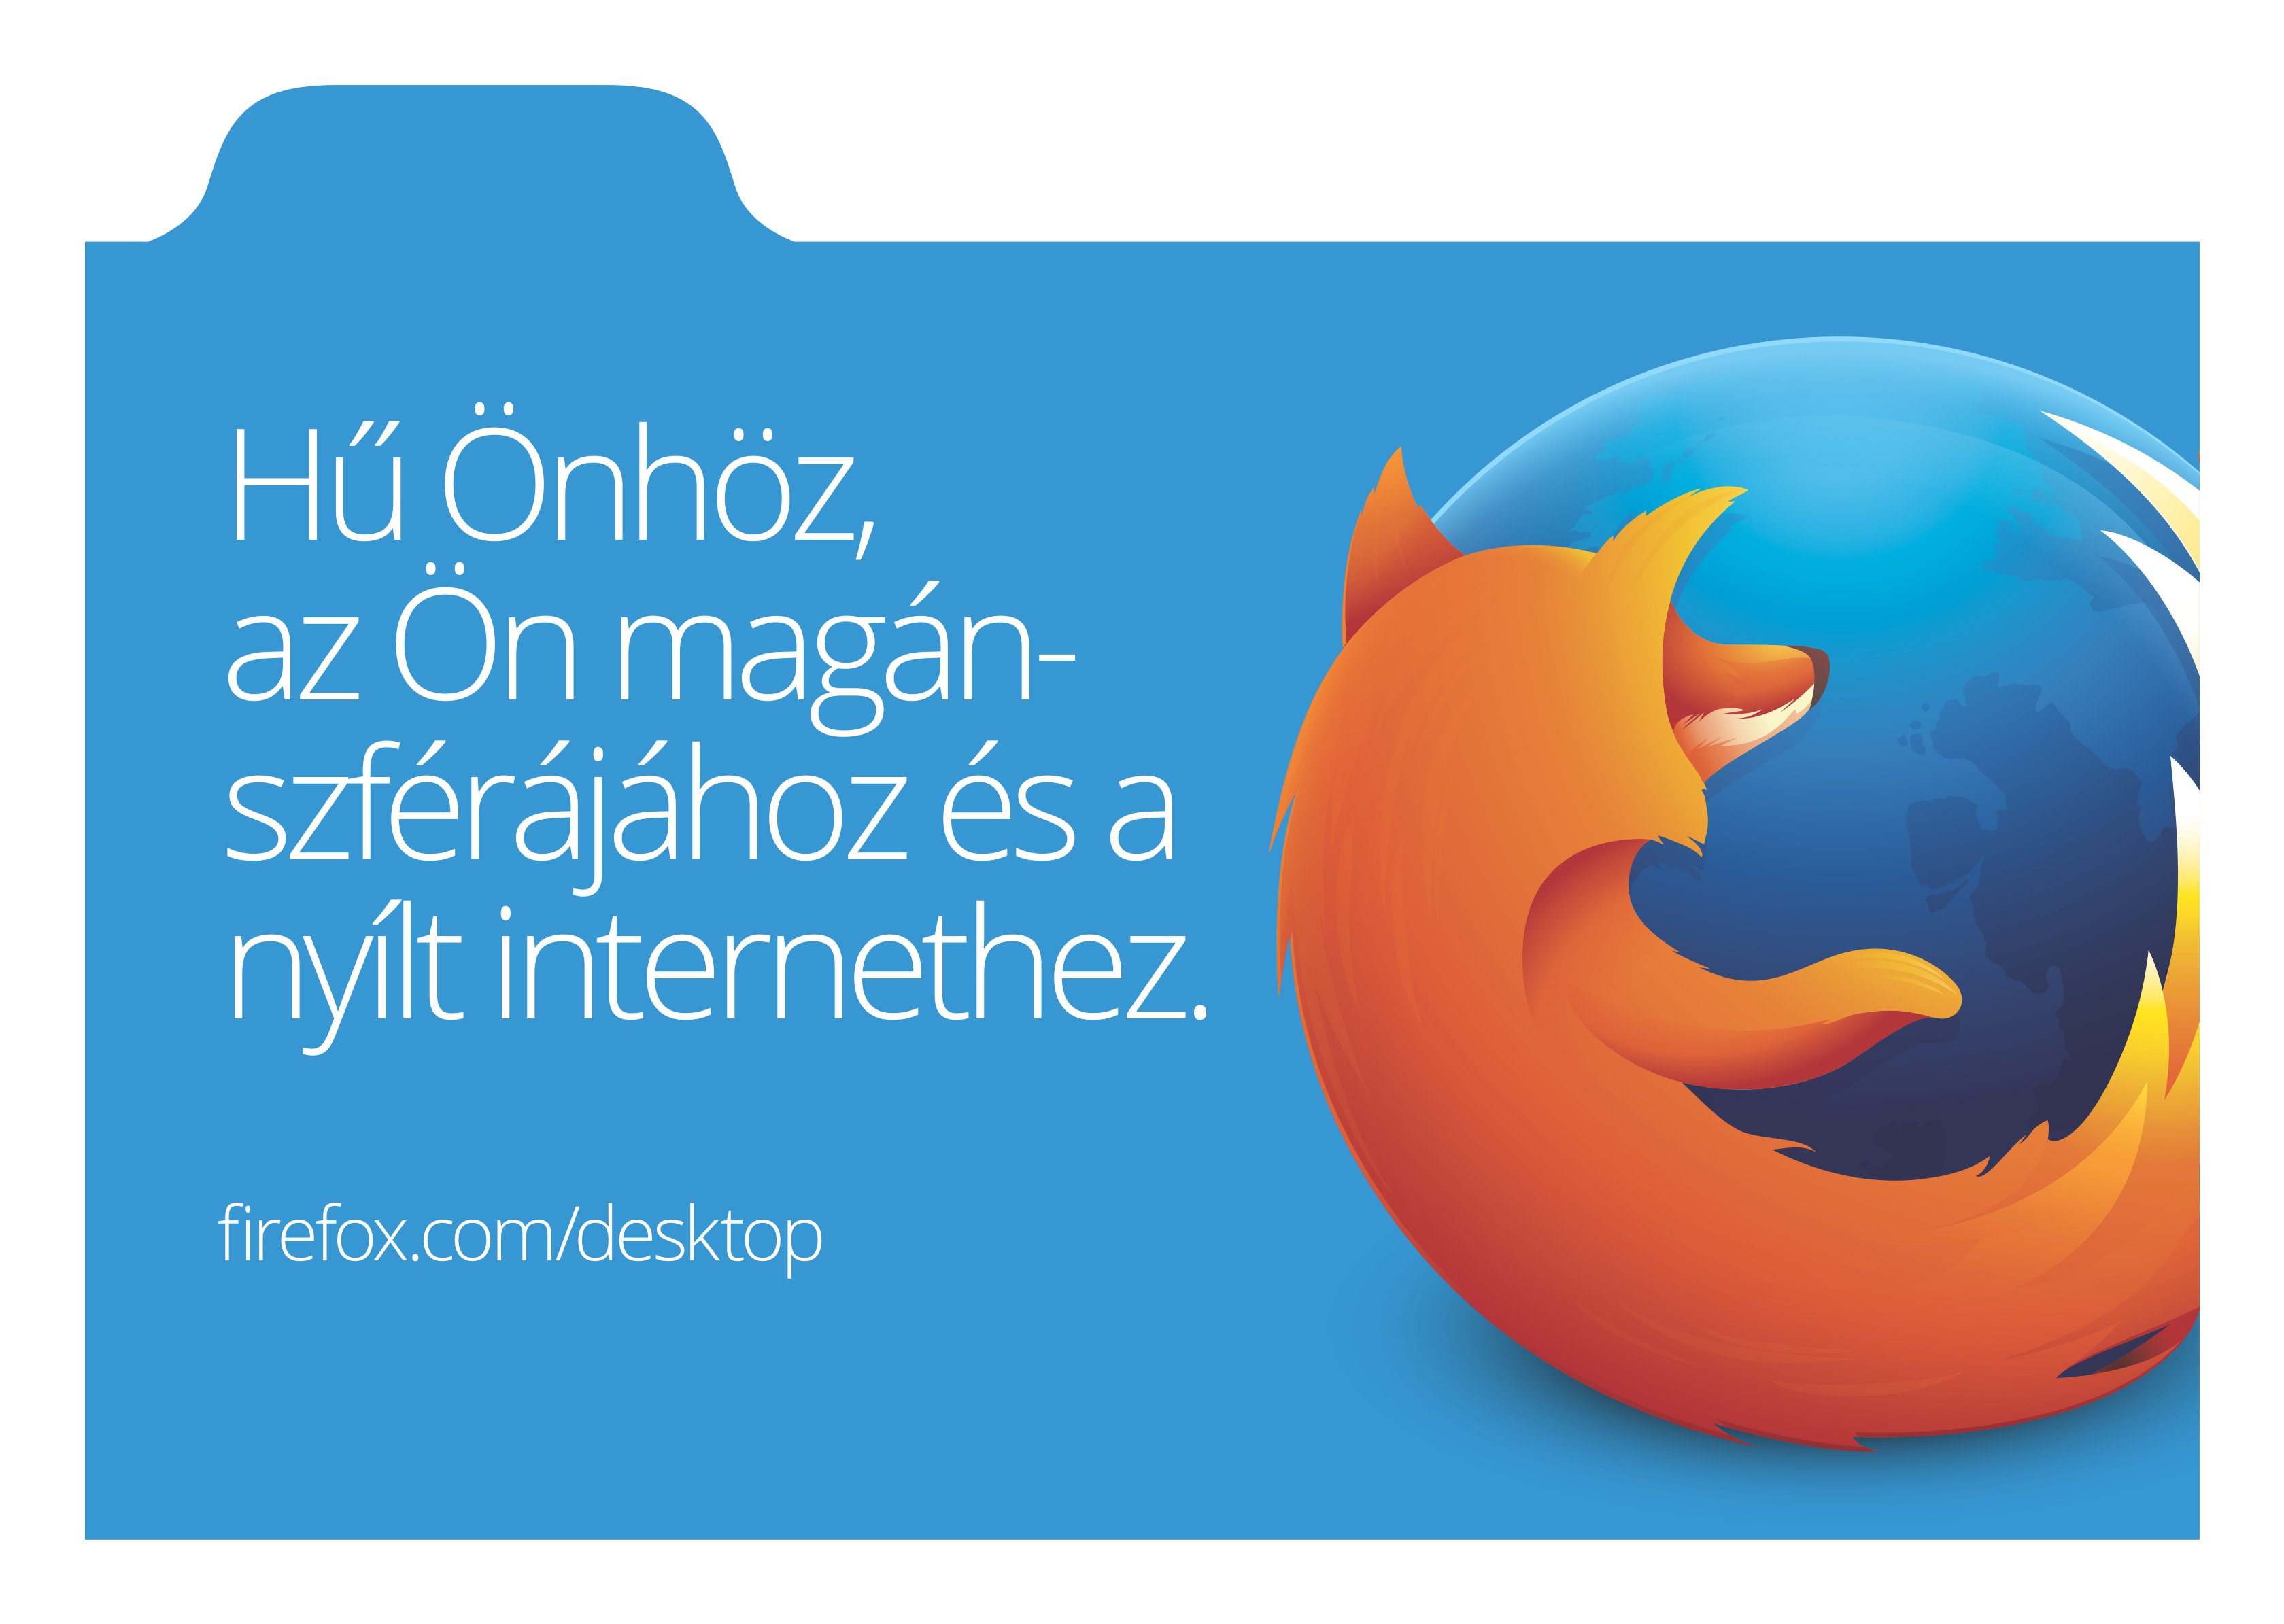 Hű Önhöz,
az Ön magán-
szférájához és a
nyílt internethez.
firefox.com/desktop